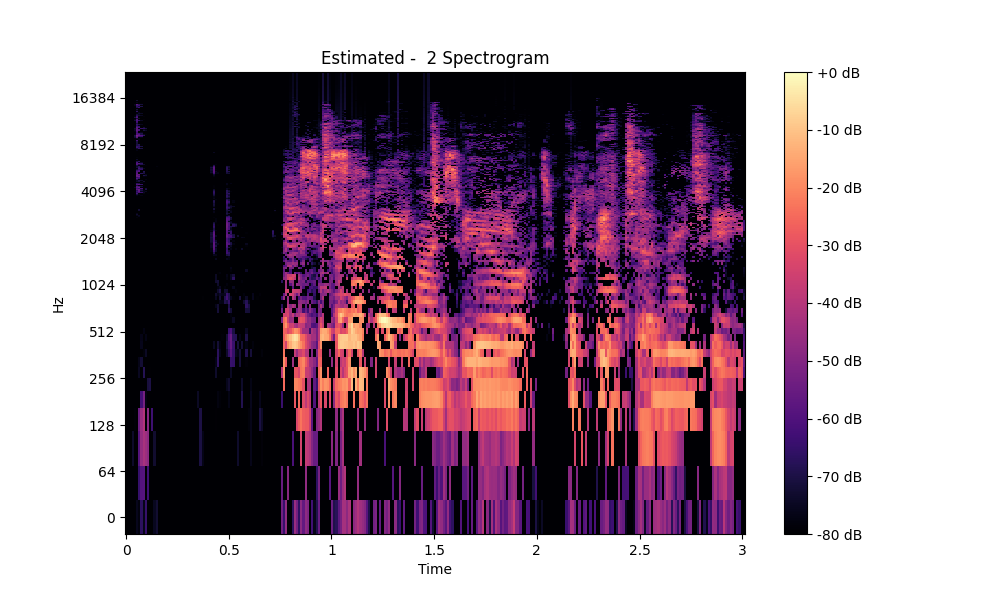 Estimated -  2 Spectrogram
Hz
16384
8192
4096
2048
1024
512
256
128
64
0
0
0.5
1
1.5
2
2.5
3
Time
+0 dB
-10 dB
-20 dB
-30 dB
-40 dB
-50 dB
-60 dB
-70 dB
-80 dB